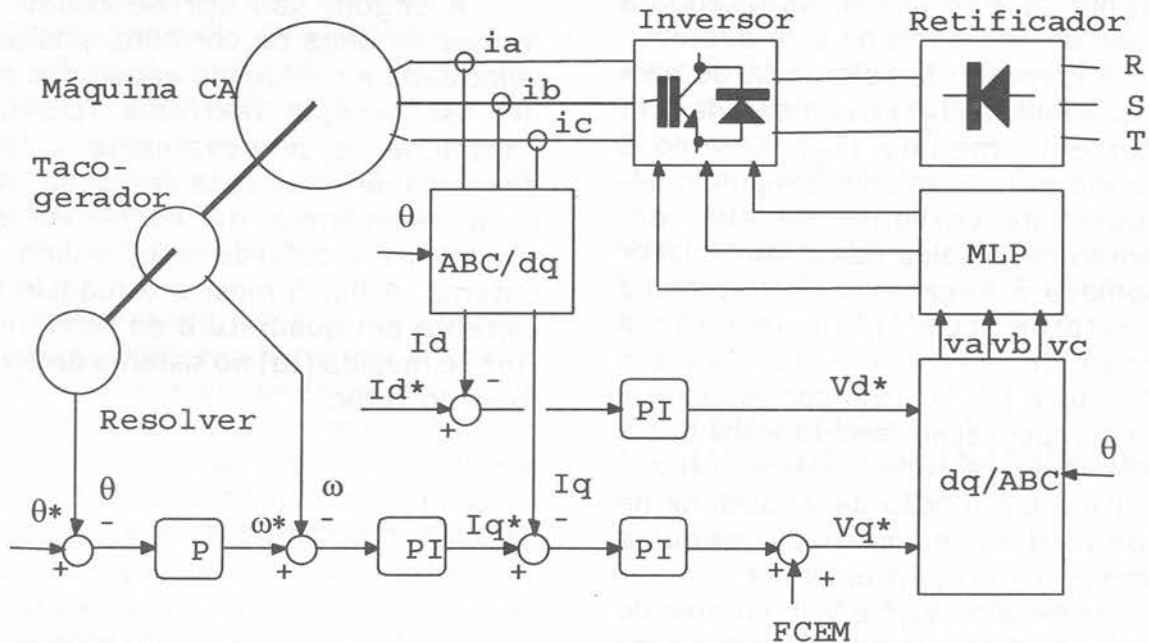 Inversor
Retificador
ia
ib
ic
R
S
T
Máquina CA
Taco-
gerador
θ
ABC/dq
MLP
va vb vc
Id
Id*
-
+
PI
Vd*
Resolver
θ
θ*
-
+
P
ω
ω*
-
+
PI
Iq
Iq*
-
+
PI
+
+
Vq*
θ
dq/ABC
FCEM